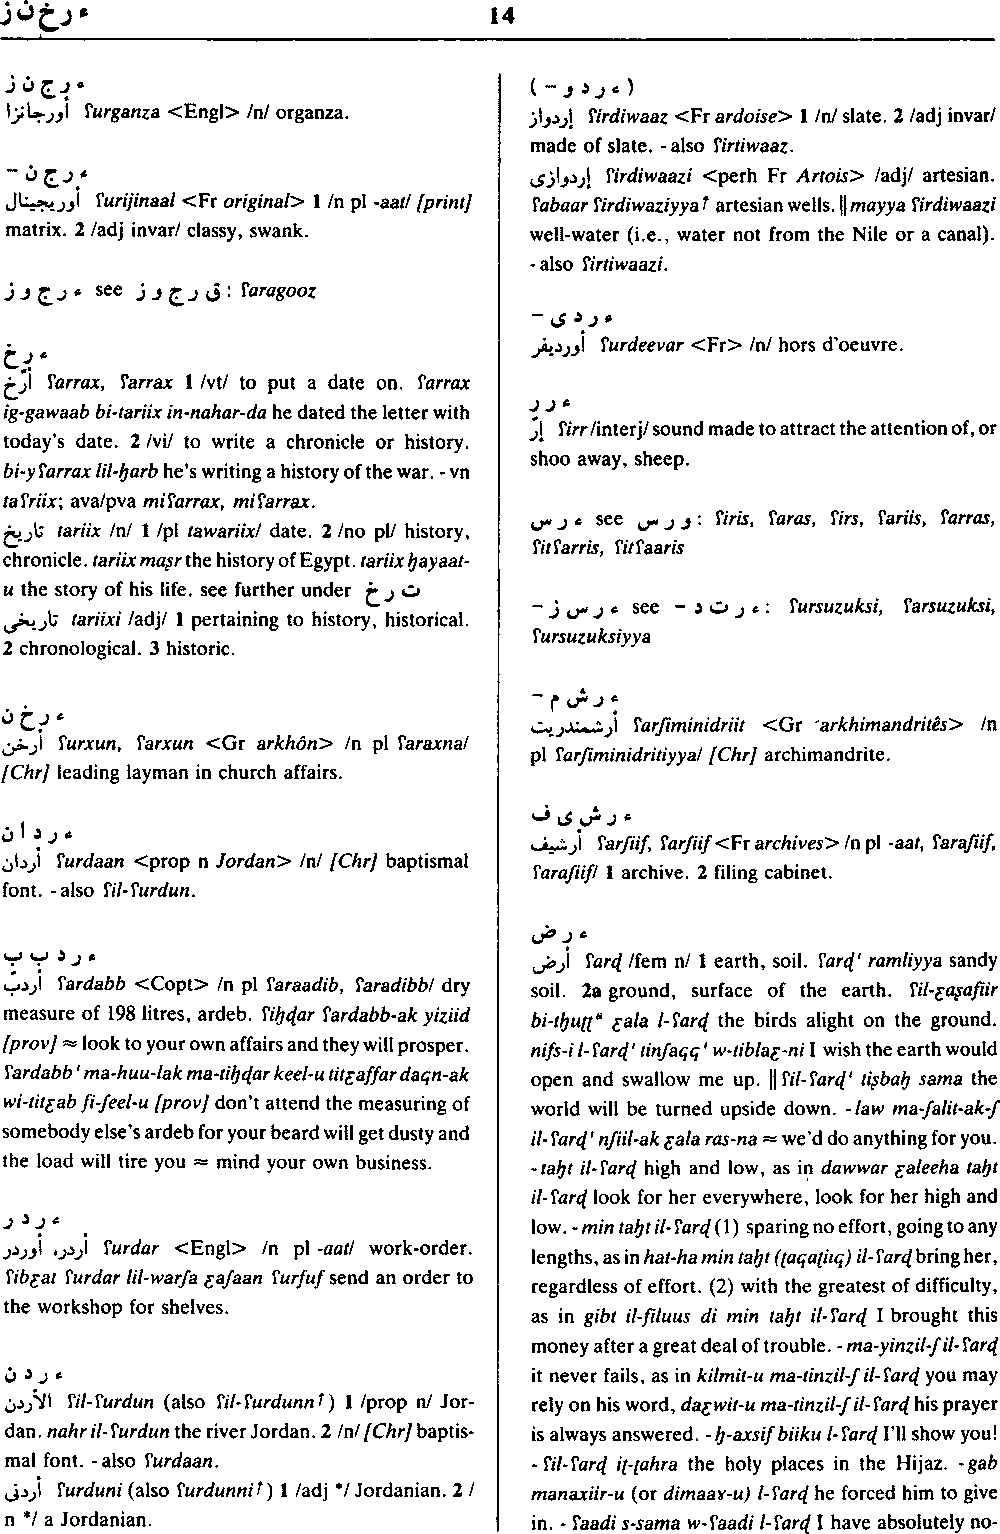 ء ر خ ن ز
14
ء ر ج ن ز
أورجانزا ʕurganza <Engl> /n/ organza.
ء ر ج ن –
أوريجينال ʕurijinaal <Fr original> 1 /n pl -aat/ [print]
matrix. 2 /adj invar/ classy, swank.
ء ر ج و ز see ق ر ج و ز : ʕaragooz
ء ر خ
أرّخ ʕarrax, ʕarrax 1 /vt/ to put a date on. ʕarrax
ig-gawaab bi-tariix in-nahar-da he dated the letter with
today's date. 2 /vi/ to write a chronicle or history.
bi-yʕarrax lil-ḥarb he's writing a history of the war. - vn
taʕriix; ava/pva miʕarrax, miʕarrax.
تاريخ tariix /n/ 1 /pl tawariix/ date. 2 /no pl/ history,
chronicle. tariix maṣr the history of Egypt. tariix ḥayaat-
u the story of his life. see further under ت ر خ
تاريخى tariixi /adj/ 1 pertaining to history, historical.
2 chronological. 3 historic.
ء ر خ ن
أرخن ʕurxun, ʕarxun <Gr arkhôn> /n pl ʕaraxna/
[Chr] leading layman in church affairs.
ء ر د ا ن
أردان ʕurdaan <prop n Jordan> /n/ [Chr] baptismal
font. - also ʕil-ʕurdun.
ء ر د ب ب
أردبّ ʕardabb <Copt> /n pl ʕaraadib, ʕaradibb/ dry
measure of 198 litres, ardeb. ʕiḥḍar ʕardabb-ak yiziid
[prov] ≈ look to your own affairs and they will prosper.
ʕardabb ' ma-huu-lak ma-tiḥḍar keel-u titɛaffar daqn-ak
wi-titɛab fi-ʃeel-u [prov] don't attend the measuring of
somebody else's ardeb for your beard will get dusty and
the load will tire you ≈ mind your own business.
ء ر د ر
أردر، أوردر ʕurdar <Engl> /n pl -aat/ work-order.
ʕibɛat ʕurdar lil-warʃa ɛaʃaan ʕurfuf send an order to
the workshop for shelves.
ء ر د ن
الأردن ʕil-ʕurdun (also ʕil-ʕurdunn↑) 1 /prop n/ Jor-
dan. nahr il-ʕurdun the river Jordan. 2 /n/ [Chr] baptis-
mal font. - also ʕurdaan.
أردنى ʕurduni (also ʕurdunni↑) 1 /adj */ Jordanian. 2 /
n */ a Jordanian.
(ء ر د و – )
إردواز ʕirdiwaaz <Fr ardoise> 1 /n/ slate. 2 /adj invar/
made of slate. - also ʕirtiwaaz.
إردوازى ʕirdiwaazi <perh Fr Artois> /adj/ artesian.
ʕabaar ʕirdiwaziyya↑ artesian wells. ‖ mayya ʕirdiwaazi
well-water (i.e., water not from the Nile or a canal).
- also ʕirtiwaazi.
ء ر د ى –
أورديفر ʕurdeevar <Fr> /n/ hors d'oeuvre.
ء ر ر
إرّ ʕirr /interj/ sound made to attract the attention of, or
shoo away, sheep.
ء ر س see و ر س : ʕiris, ʕaras, ʕirs, ʕariis, ʕarras,
ʕitʕarris, ʕitʕaaris
ء ر س ز – see ء ر ت د – : ʕursuzuksi, ʕarsuzuksi,
ʕursuzuksiyya
ء ر ش م –
أرشمندريت ʕarʃiminidriit <Gr ´arkhimandritês> /n
pl ʕarʃiminidritiyya/ [Chr] archimandrite.
ء ر ش ى ف
أرشيف ʕarʃiif, ʕarʃiif <Fr archives> /n pl -aat, ʕaraʃiif,
ʕaraʃiif/ 1 archive. 2 filing cabinet.
ء ر ض
أرض ʕarḍ /fem n/ 1 earth, soil. ʕarḍ' ramliyya sandy
soil. 2a ground, surface of the earth. ʕil-ɛaṣafiir
bi-tḥuṭṭᵘ ɛala l-ʕarḍ the birds alight on the ground.
nifs-i l-ʕarḍ' tinʃaqq ' w-tiblaɛ-ni I wish the earth would
open and swallow me up. ‖ ʕil-ʕarḍ' tiṣbaḥ sama the
world will be turned upside down. - law ma-ʃalit-ak-ʃ
il-ʕarḍ' nʃiil-ak ɛala ras-na ≈ we'd do anything for you.
- taḥt il-ʕarḍ high and low, as in dawwar ɛaleeha taḥt
il-ʕarḍ look for her everywhere, look for her high and
low. - min taḥt il-ʕarḍ (1) sparing no effort, going to any
lengths, as in hat-ha min taḥt (ṭaqaṭiiq) il-ʕarḍ bring her,
regardless of effort. (2) with the greatest of difficulty,
as in gibt il-filuus di min taḥt il-ʕarḍ I brought this
money after a great deal of trouble. - ma-yinzil-ʃ il-ʕarḍ
it never fails, as in kilmit-u ma-tinzil-ʃ il-ʕarḍ you may
rely on his word, daɛwit-u ma-tinzil-ʃ il-ʕarḍ his prayer
is always answered. - ḥ-axsif biiku l-ʕarḍ I'll show you!
- ʕil-ʕarḍ iṭ-ṭahra the holy places in the Hijaz. - gab
manaxiir-u (or dimaaɣ-u) l-ʕarḍ he forced him to give
in. - ʕaadi s-sama w-ʕaadi l-ʕarḍ I have absolutely no-